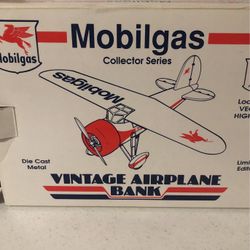 Mobilgas
Mobilgas
Collector Series
Mobilgas
Die Cast
Metal
VINTAGE AIRPLANE
BANK